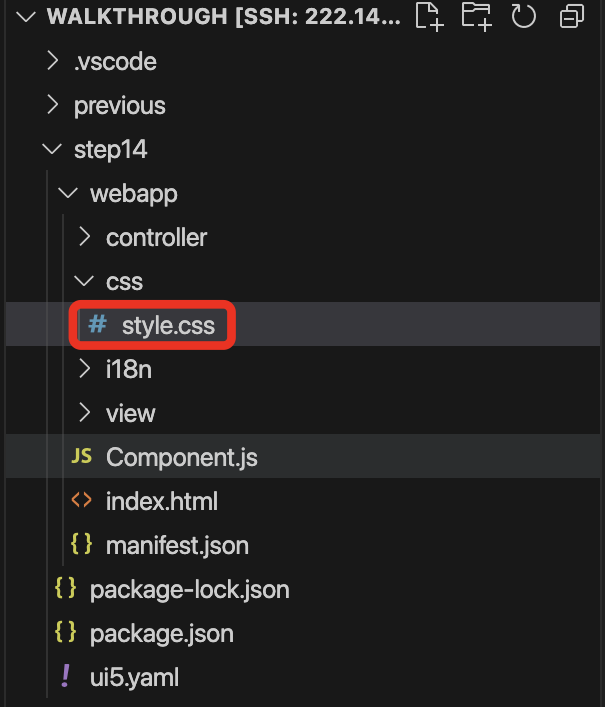 WALKTHROUGH [SSH: 222.14...
.vscode
previous
step14
webapp
controller
css
# style.css
i18n
view
JS Component.js
<> index.html
{} manifest.json
{} package-lock.json
{} package.json
! ui5.yaml